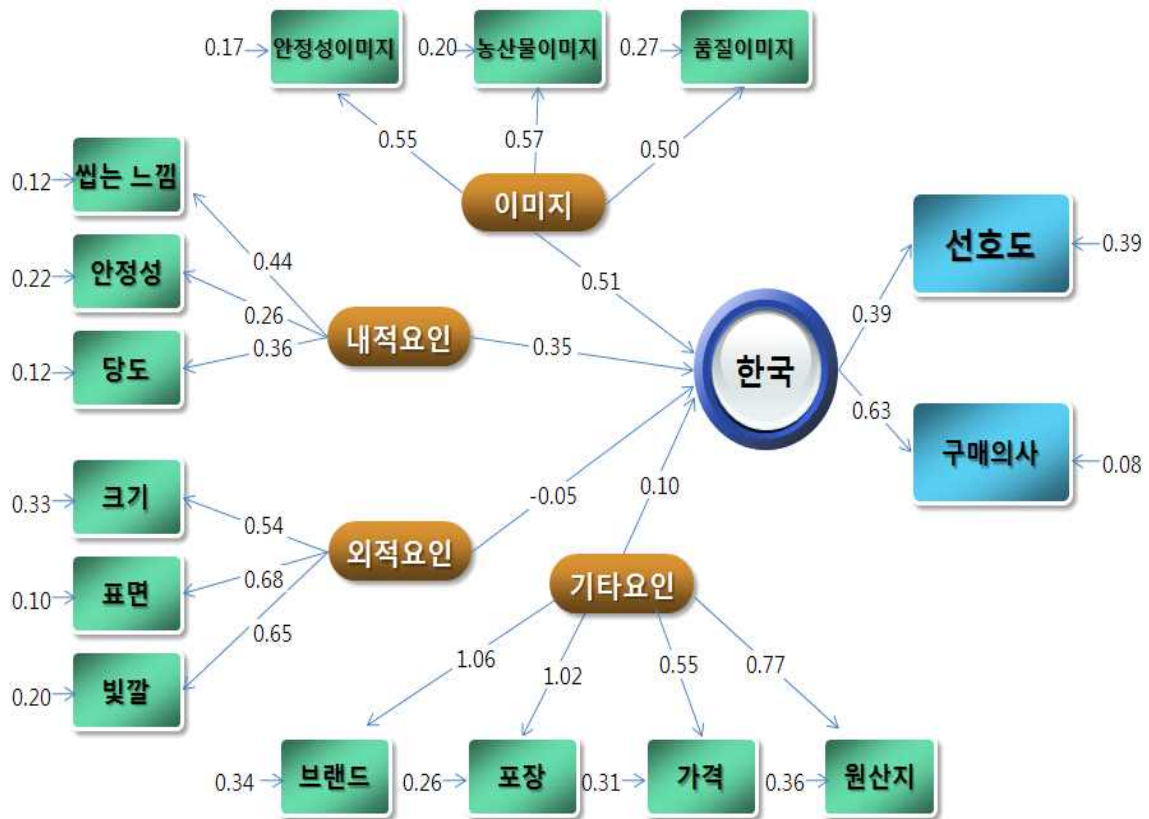 0.17
안정성이미지
0.20
농산물이미지
0.27
품질이미지
0.55
0.57
0.50
이미지
0.51
0.12
씹는 느낌
0.22
안정성
0.12
당도
0.44
0.26
0.36
내적요인
0.35
한국
선호도
0.39
0.39
0.63
구매의사
0.08
0.33
크기
0.10
표면
0.20
빛깔
0.54
0.68
0.65
외적요인
-0.05
0.10
기타요인
1.06
1.02
0.55
0.77
0.34
브랜드
0.26
포장
0.31
가격
0.36
원산지